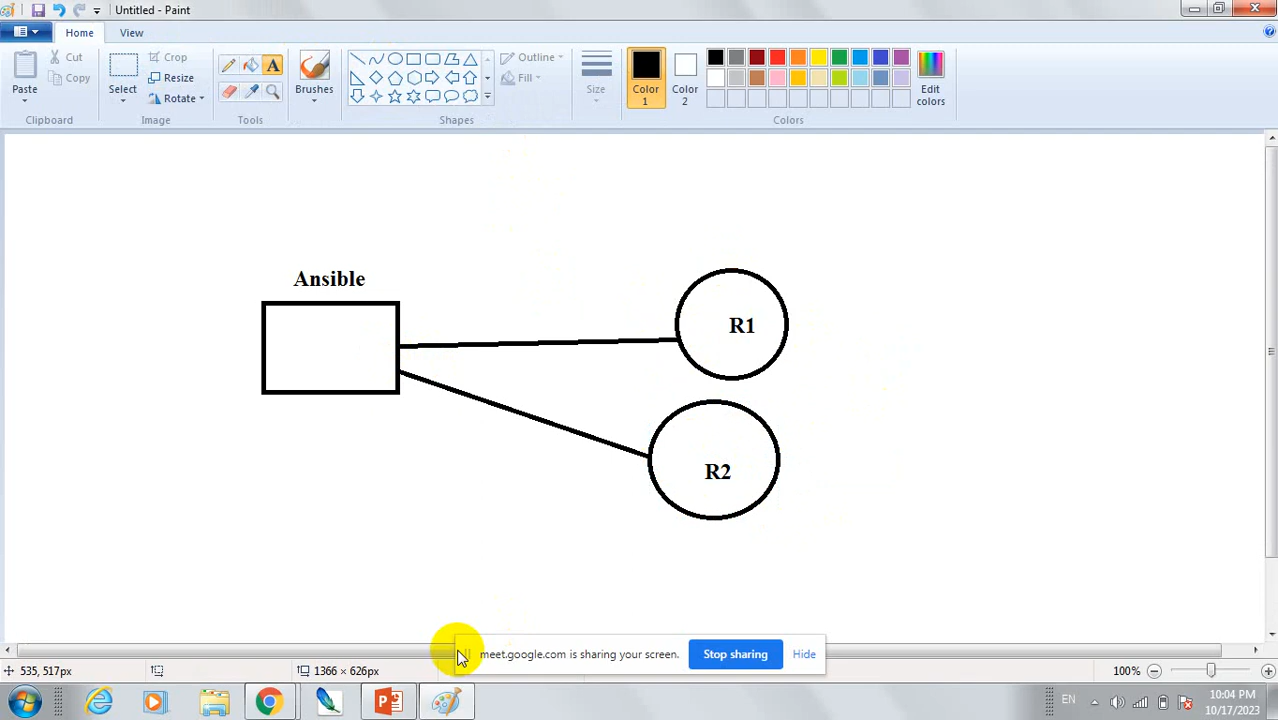 Untitled - Paint
Home
View
Paste
Cut
Copy
Clipboard
Select
Crop
Resize
Rotate
Image
A
Tools
Brushes
Shapes
Outline
Fill
Size
Color 1
Color 2
Edit colors
Colors
Ansible
R1
R2
meet.google.com is sharing your screen.
Stop sharing
Hide
535, 517px
1366 × 626px
100%
EN
10:04 PM
10/17/2023